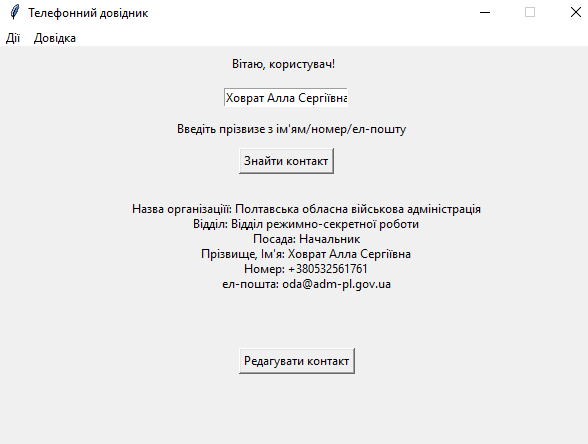 Телефонний довідник
Дії Довідка
Вітаю, користувач!
Ховрат Алла Сергіївна
Введіть прізвизе з ім'ям/номер/ел-пошту
Знайти контакт
Назва організаціії: Полтавська обласна військова адміністрація
Відділ: Відділ режимно-секретної роботи
Посада: Начальник
Прізвище, Ім'я: Ховрат Алла Сергіївна
Номер: +380532561761
ел-пошта: oda@adm-pl.gov.ua
Редагувати контакт